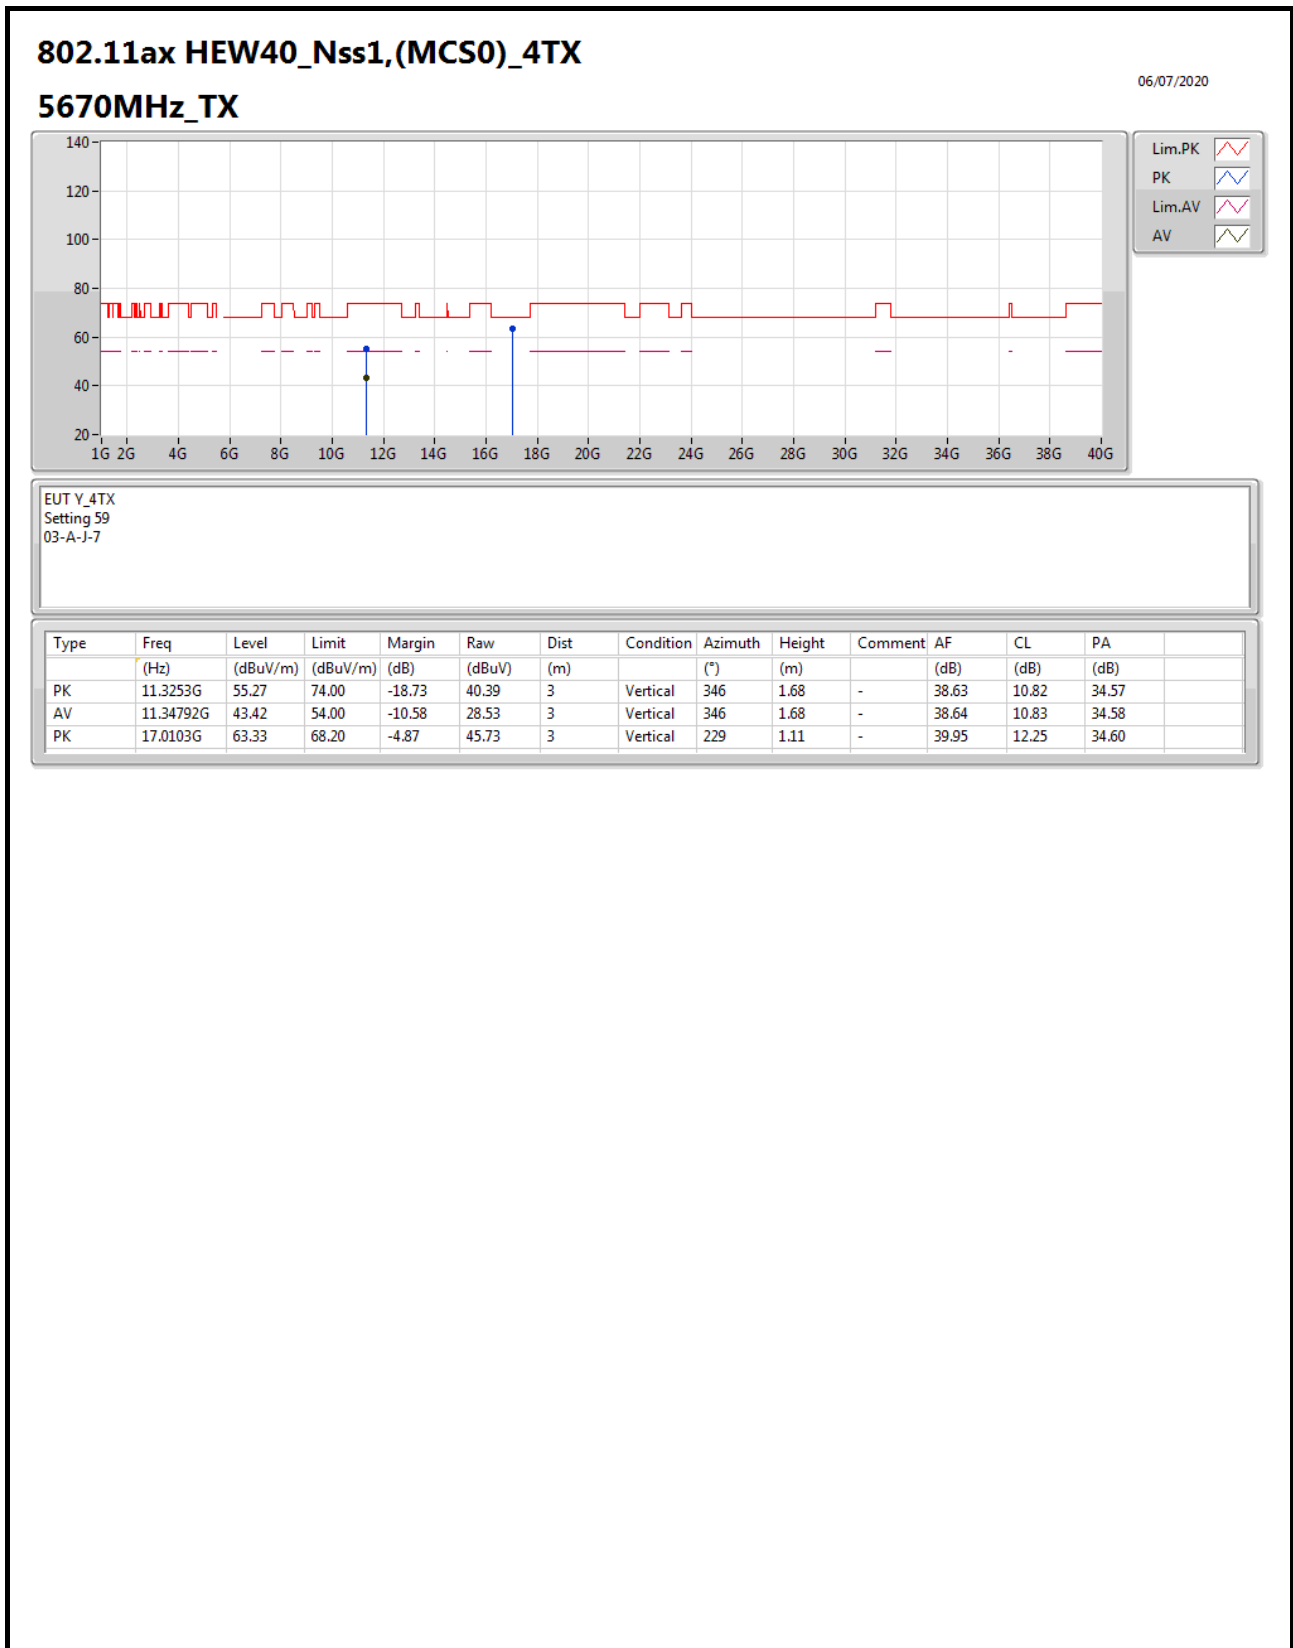 802.11ax HEW40_Nss1,(MCS0)_4TX
06/07/2020
5670MHz_TX
140
120
100
80
60
40
20
1G 2G 4G 6G 8G 10G 12G 14G 16G 18G 20G 22G 24G 26G 28G 30G 32G 34G 36G 38G 40G
Lim.PK
PK
Lim.AV
AV
EUT Y_4TX
Setting 59
03-A-J-7
Type Freq Level Limit Margin Raw Dist Condition Azimuth Height Comment AF CL PA
(Hz) (dBuV/m) (dBuV/m) (dB) (dBuV) (m) (°) (m) (dB) (dB) (dB)
PK 11.3253G 55.27 74.00 -18.73 40.39 3 Vertical 346 1.68 - 38.63 10.82 34.57
AV 11.34792G 43.42 54.00 -10.58 28.53 3 Vertical 346 1.68 - 38.64 10.83 34.58
PK 17.0103G 63.33 68.20 -4.87 45.73 3 Vertical 229 1.11 - 39.95 12.25 34.60